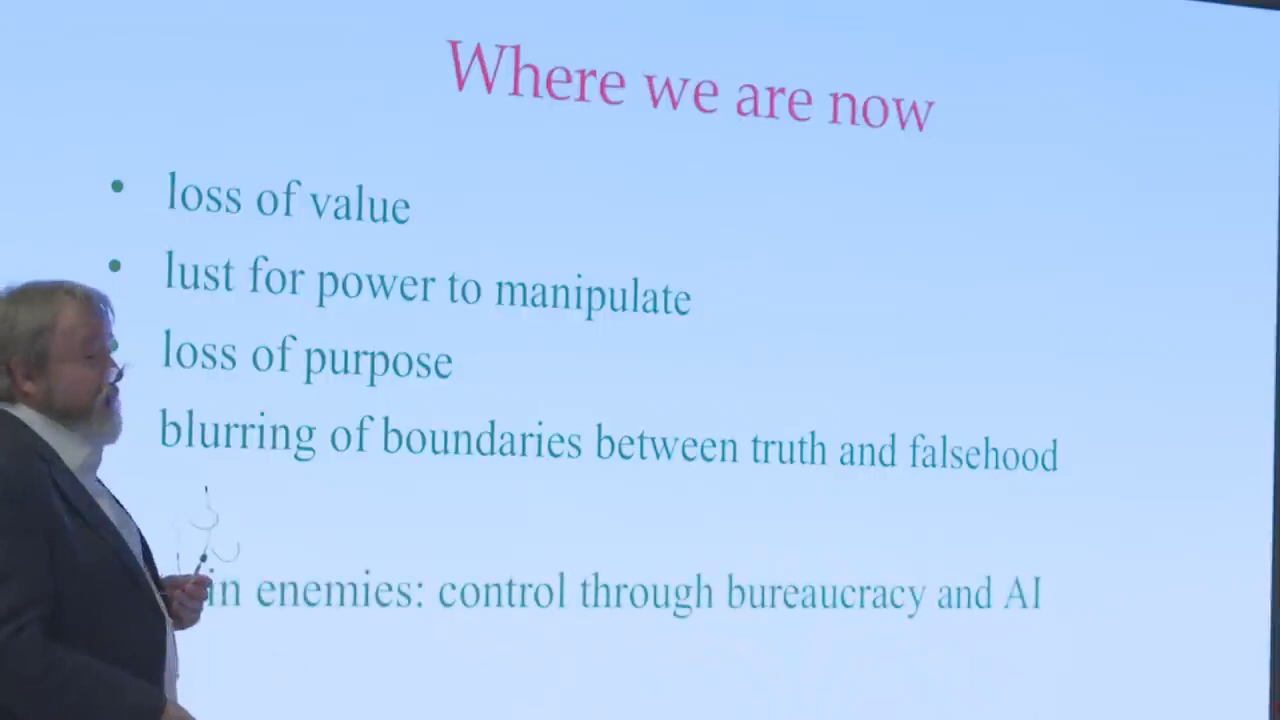 Where we are now
• loss of value
• lust for power to manipulate
loss of purpose
blurring of boundaries between truth and falsehood
enemies: control through bureaucracy and AI